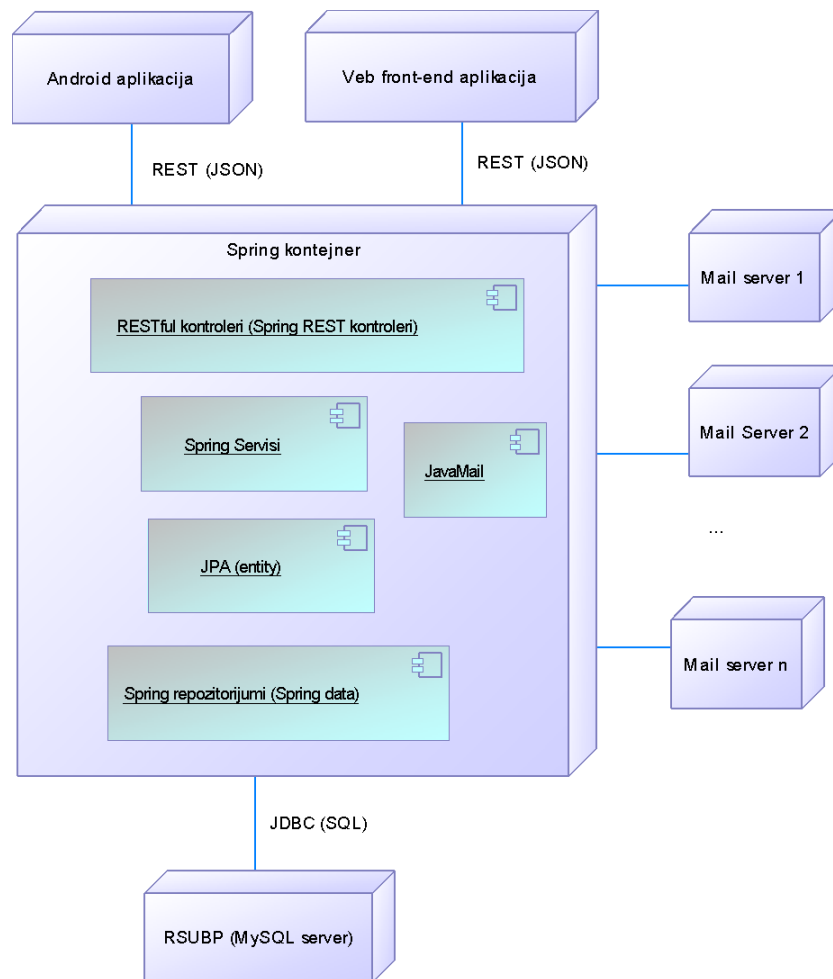 Android aplikacija
Veb front-end aplikacija
REST (JSON)
REST (JSON)
Spring kontejner
RESTful kontroleri (Spring REST kontroleri)
Spring Servisi
JavaMail
JPA (entity)
Spring repozitorijumi (Spring data)
Mail server 1
Mail Server 2
...
Mail server n
JDBC (SQL)
RSUBP (MySQL server)